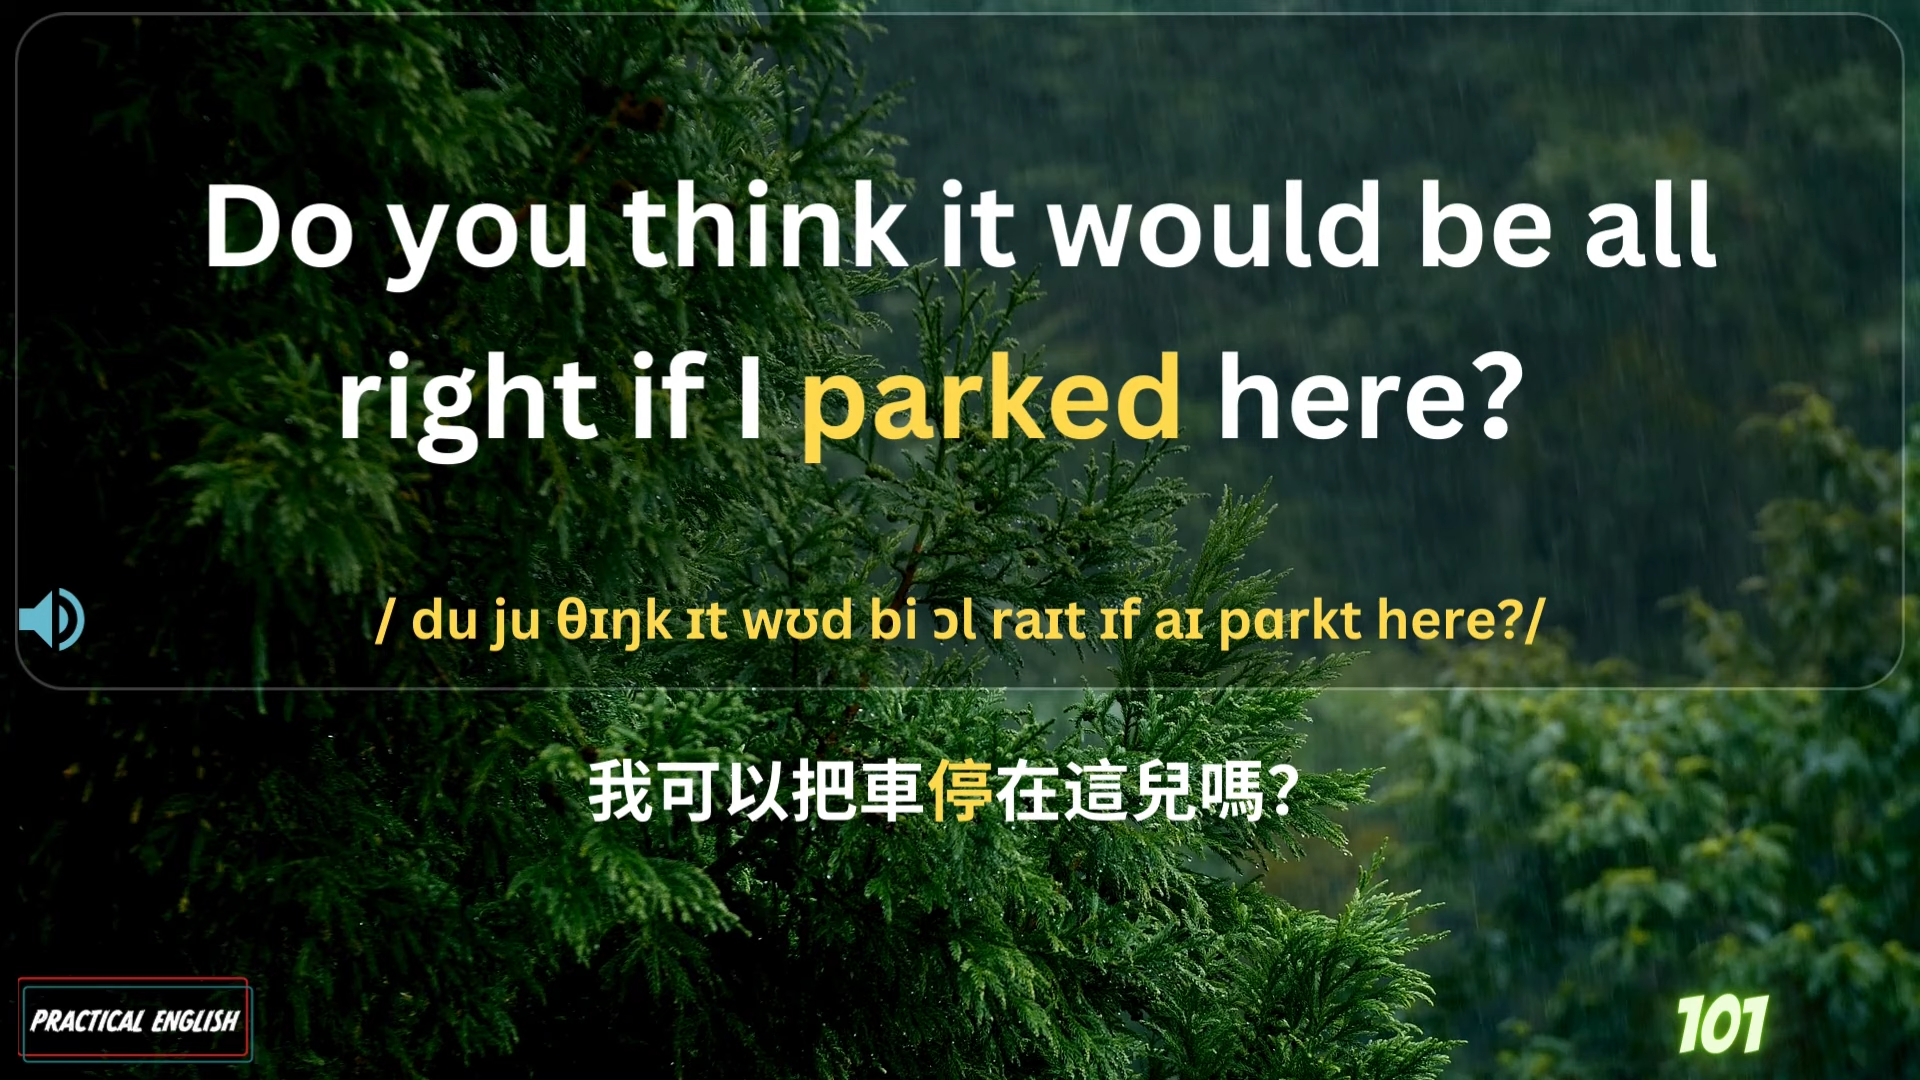 Do you think it would be all
right if I parked here?
/ du ju θɪŋk ɪt wʊd bi ɔl raɪt ɪf aɪ pɑrkt here?/
我可以把車停在這兒嗎?
PRACTICAL ENGLISH
101